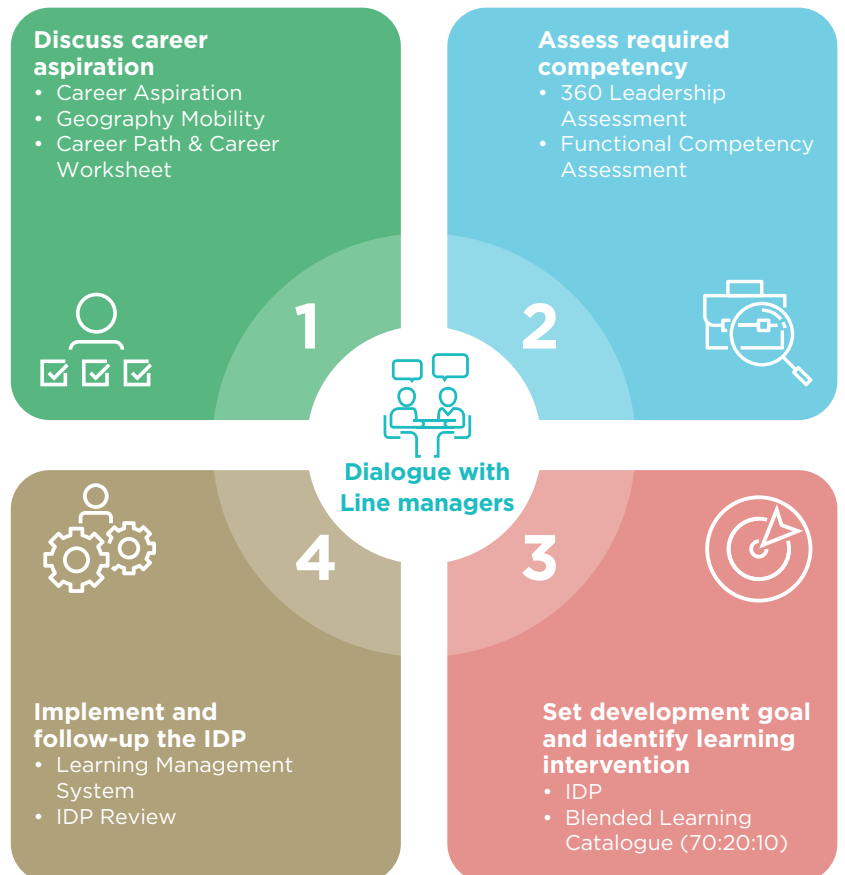 Discuss career
aspiration
• Career Aspiration
• Geography Mobility
• Career Path & Career
Worksheet
1
Assess required
competency
• 360 Leadership
Assessment
• Functional Competency
Assessment
2
Dialogue with
Line managers
3
Set development goal
and identify learning
intervention
• IDP
• Blended Learning
Catalogue (70:20:10)
4
Implement and
follow-up the IDP
• Learning Management
System
• IDP Review